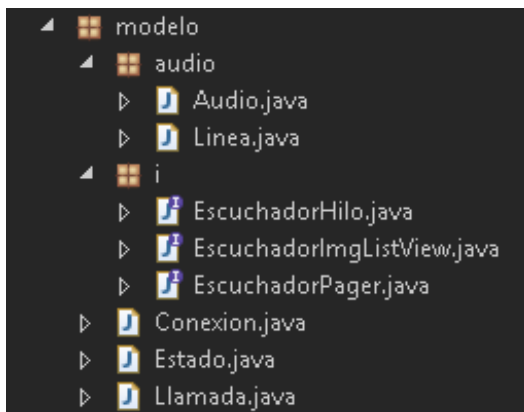 modelo
audio
Audio.java
Linea.java
i
EscuchadorHilo.java
EscuchadorImgListView.java
EscuchadorPager.java
Conexion.java
Estado.java
Llamada.java